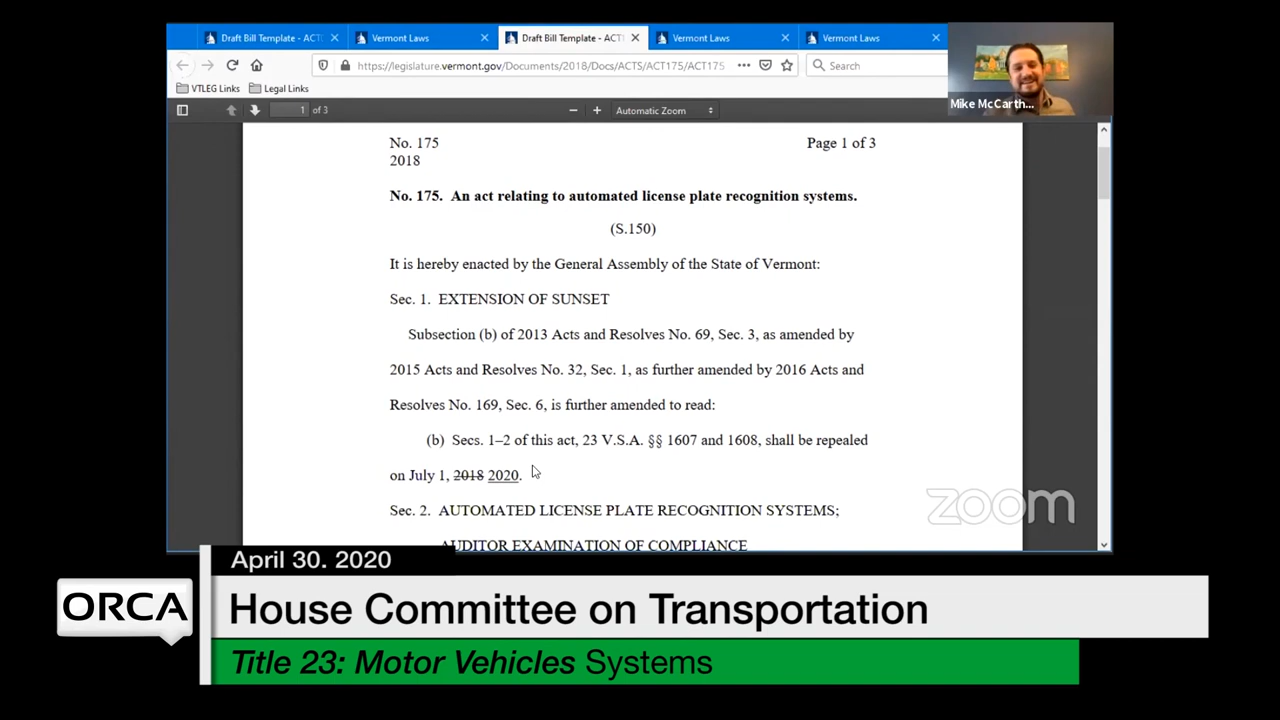 Draft Bill Template - ACT
Vermont Laws
Draft Bill Template - ACT
Vermont Laws
Vermont Laws
https://legislature.vermont.gov/Documents/2018/Docs/ACTS/ACT175/ACT175
Search
VTLEG Links
Legal Links
Mike McCarth...
1 of 3
Automatic Zoom
No. 175
Page 1 of 3
2018
No. 175. An act relating to automated license plate recognition systems.
(S.150)
It is hereby enacted by the General Assembly of the State of Vermont:
Sec. 1. EXTENSION OF SUNSET
Subsection (b) of 2013 Acts and Resolves No. 69, Sec. 3, as amended by
2015 Acts and Resolves No. 32, Sec. 1, as further amended by 2016 Acts and
Resolves No. 169, Sec. 6, is further amended to read:
(b) Secs. 1–2 of this act, 23 V.S.A. §§ 1607 and 1608, shall be repealed
on July 1, 2018 2020.
Sec. 2. AUTOMATED LICENSE PLATE RECOGNITION SYSTEMS;
AUDITOR EXAMINATION OF COMPLIANCE
zoom
April 30. 2020
ORCA
House Committee on Transportation
Title 23: Motor Vehicles Systems